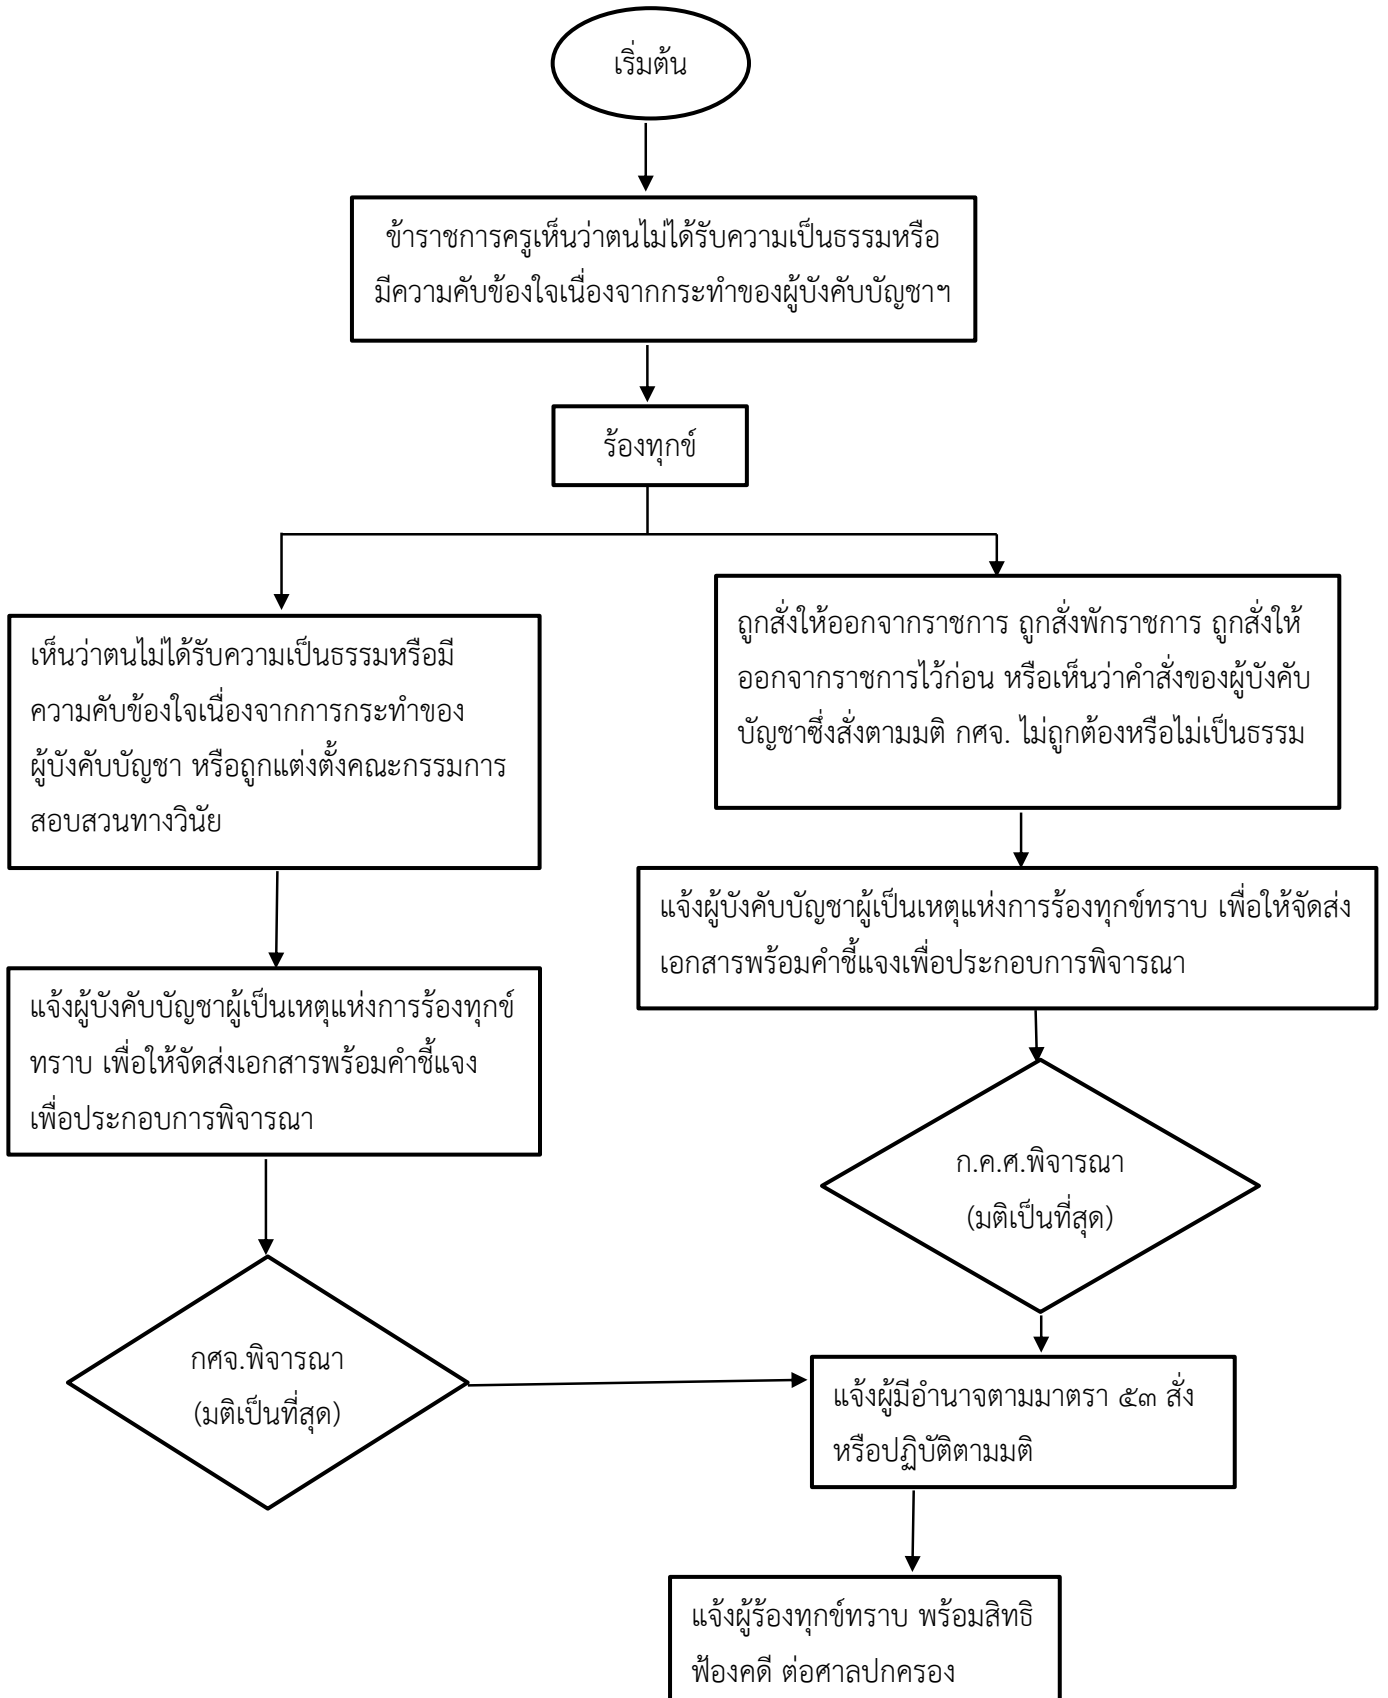 เริ่มต้น
ข้าราชการครูเห็นว่าตนไม่ได้รับความเป็นธรรมหรือ
มีความคับข้องใจเนื่องจากกระทำของผู้บังคับบัญชาฯ
ร้องทุกข์
เห็นว่าตนไม่ได้รับความเป็นธรรมหรือมี
ความคับข้องใจเนื่องจากการกระทำของ
ผู้บังคับบัญชา หรือถูกแต่งตั้งคณะกรรมการ
สอบสวนทางวินัย
ถูกสั่งให้ออกจากราชการ ถูกสั่งพักราชการ ถูกสั่งให้
ออกจากราชการไว้ก่อน หรือเห็นว่าคำสั่งของผู้บังคับ
บัญชาซึ่งสั่งตามมติ กศจ. ไม่ถูกต้องหรือไม่เป็นธรรม
แจ้งผู้บังคับบัญชาผู้เป็นเหตุแห่งการร้องทุกข์
ทราบ เพื่อให้จัดส่งเอกสารพร้อมคำชี้แจง
เพื่อประกอบการพิจารณา
แจ้งผู้บังคับบัญชาผู้เป็นเหตุแห่งการร้องทุกข์ทราบ เพื่อให้จัดส่ง
เอกสารพร้อมคำชี้แจงเพื่อประกอบการพิจารณา
ก.ค.ศ.พิจารณา
(มติเป็นที่สุด)
กศจ.พิจารณา
(มติเป็นที่สุด)
แจ้งผู้มีอำนาจตามมาตรา ๕๓ สั่ง
หรือปฏิบัติตามมติ
แจ้งผู้ร้องทุกข์ทราบ พร้อมสิทธิ
ฟ้องคดี ต่อศาลปกครอง